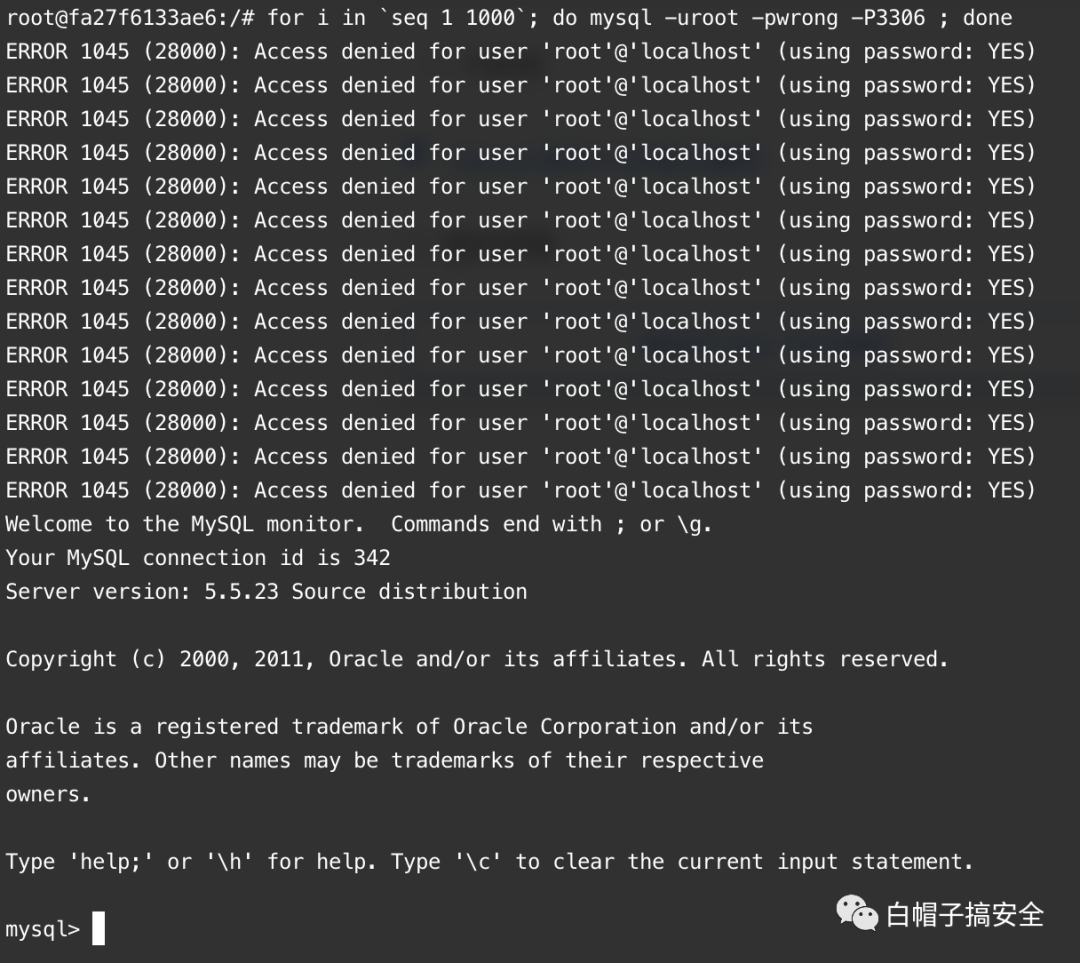 root@fa27f6133ae6:/# for i in `seq 1 1000`; do mysql -uroot -pwrong -P3306 ; done
ERROR 1045 (28000): Access denied for user 'root'@'localhost' (using password: YES)
ERROR 1045 (28000): Access denied for user 'root'@'localhost' (using password: YES)
ERROR 1045 (28000): Access denied for user 'root'@'localhost' (using password: YES)
ERROR 1045 (28000): Access denied for user 'root'@'localhost' (using password: YES)
ERROR 1045 (28000): Access denied for user 'root'@'localhost' (using password: YES)
ERROR 1045 (28000): Access denied for user 'root'@'localhost' (using password: YES)
ERROR 1045 (28000): Access denied for user 'root'@'localhost' (using password: YES)
ERROR 1045 (28000): Access denied for user 'root'@'localhost' (using password: YES)
ERROR 1045 (28000): Access denied for user 'root'@'localhost' (using password: YES)
ERROR 1045 (28000): Access denied for user 'root'@'localhost' (using password: YES)
ERROR 1045 (28000): Access denied for user 'root'@'localhost' (using password: YES)
ERROR 1045 (28000): Access denied for user 'root'@'localhost' (using password: YES)
ERROR 1045 (28000): Access denied for user 'root'@'localhost' (using password: YES)
ERROR 1045 (28000): Access denied for user 'root'@'localhost' (using password: YES)
Welcome to the MySQL monitor.  Commands end with ; or \g.
Your MySQL connection id is 342
Server version: 5.5.23 Source distribution
Copyright (c) 2000, 2011, Oracle and/or its affiliates. All rights reserved.
Oracle is a registered trademark of Oracle Corporation and/or its
affiliates. Other names may be trademarks of their respective
owners.
Type 'help;' or '\h' for help. Type '\c' to clear the current input statement.
mysql>
白帽子搞安全